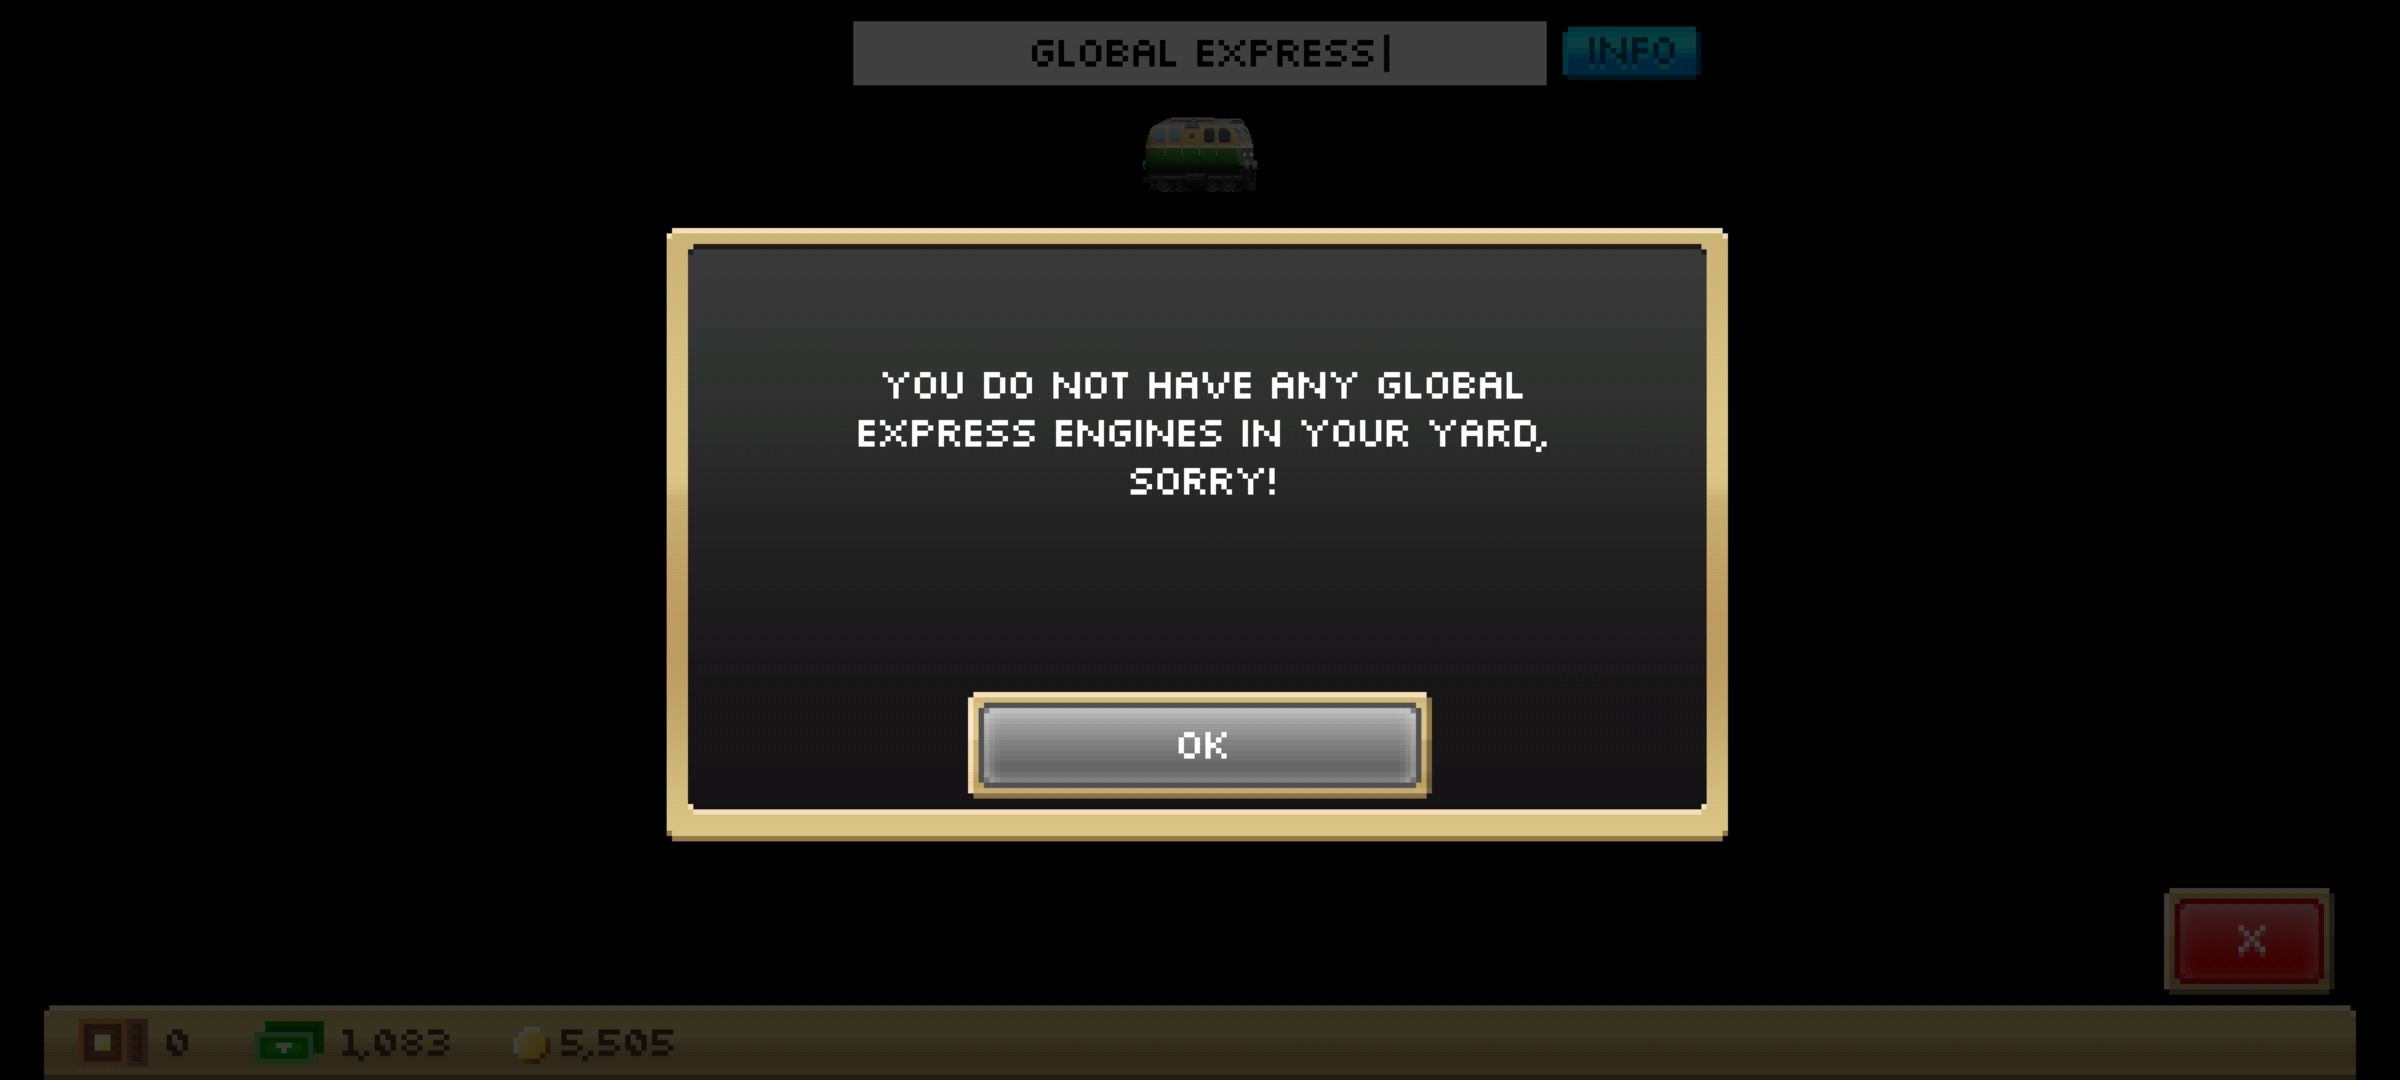 GLOBAL EXPRESS
INFO
YOU DO NOT HAVE ANY GLOBAL
EXPRESS ENGINES IN YOUR YARD,
SORRY!
OK
X
0 1,083 5,505